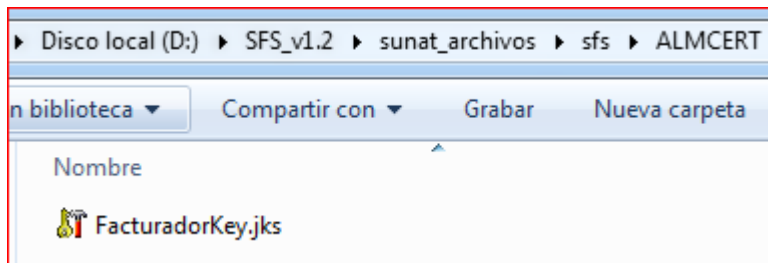 Disco local (D:) SFS_v1.2 sunat_archivos sfs ALMCERT
n biblioteca Compartir con Grabar Nueva carpeta
Nombre
FacturadorKey.jks